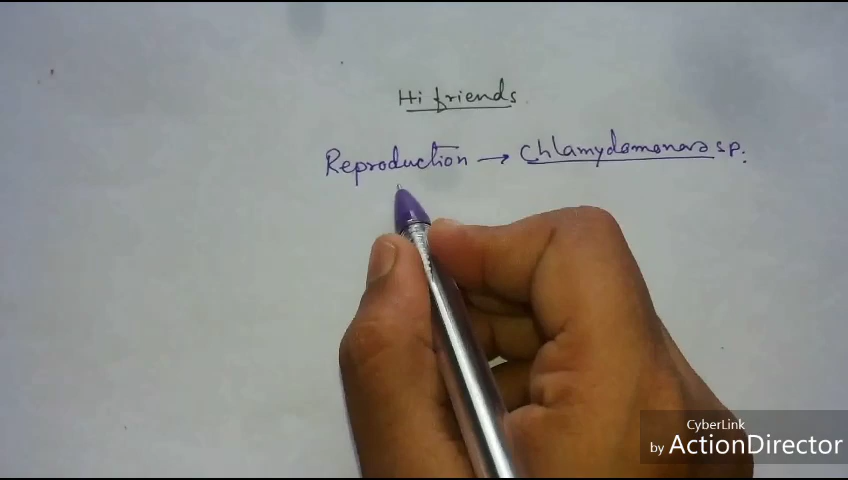 Hi friends
Reproduction → Chlamydomonas sp.
CyberLink
by ActionDirector